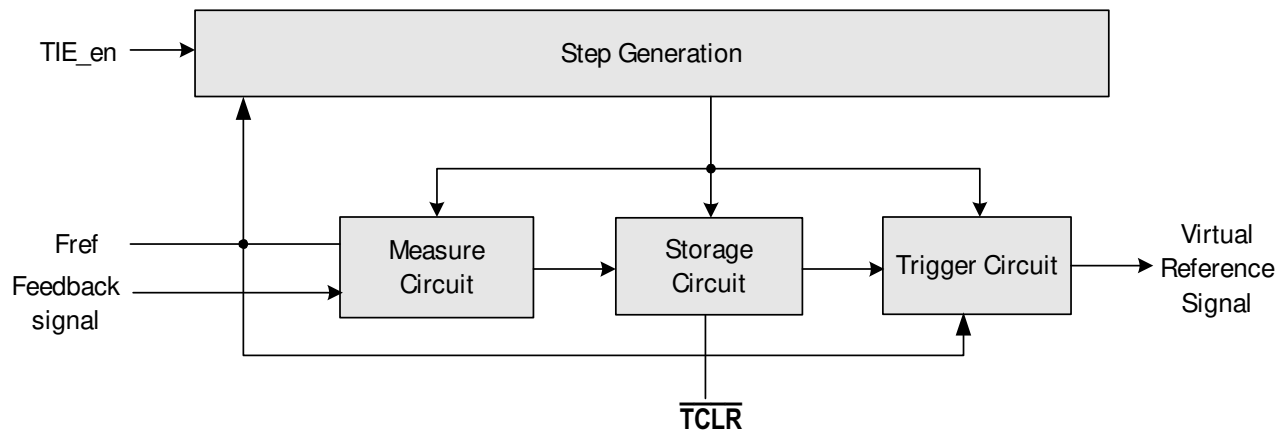 TIE_en
Step Generation
Fref
Feedback
signal
Measure
Circuit
Storage
Circuit
Trigger Circuit
Virtual
Reference
Signal
TCLR